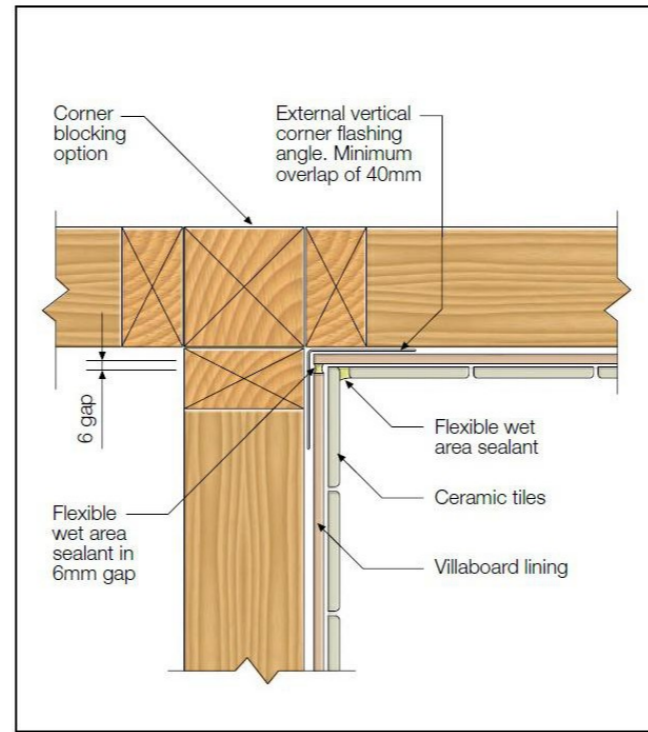 Corner
blocking
option
External vertical
corner flashing
angle. Minimum
overlap of 40mm
6 gap
Flexible wet
area sealant
Ceramic tiles
Flexible
wet area
sealant in
6mm gap
Villaboard lining